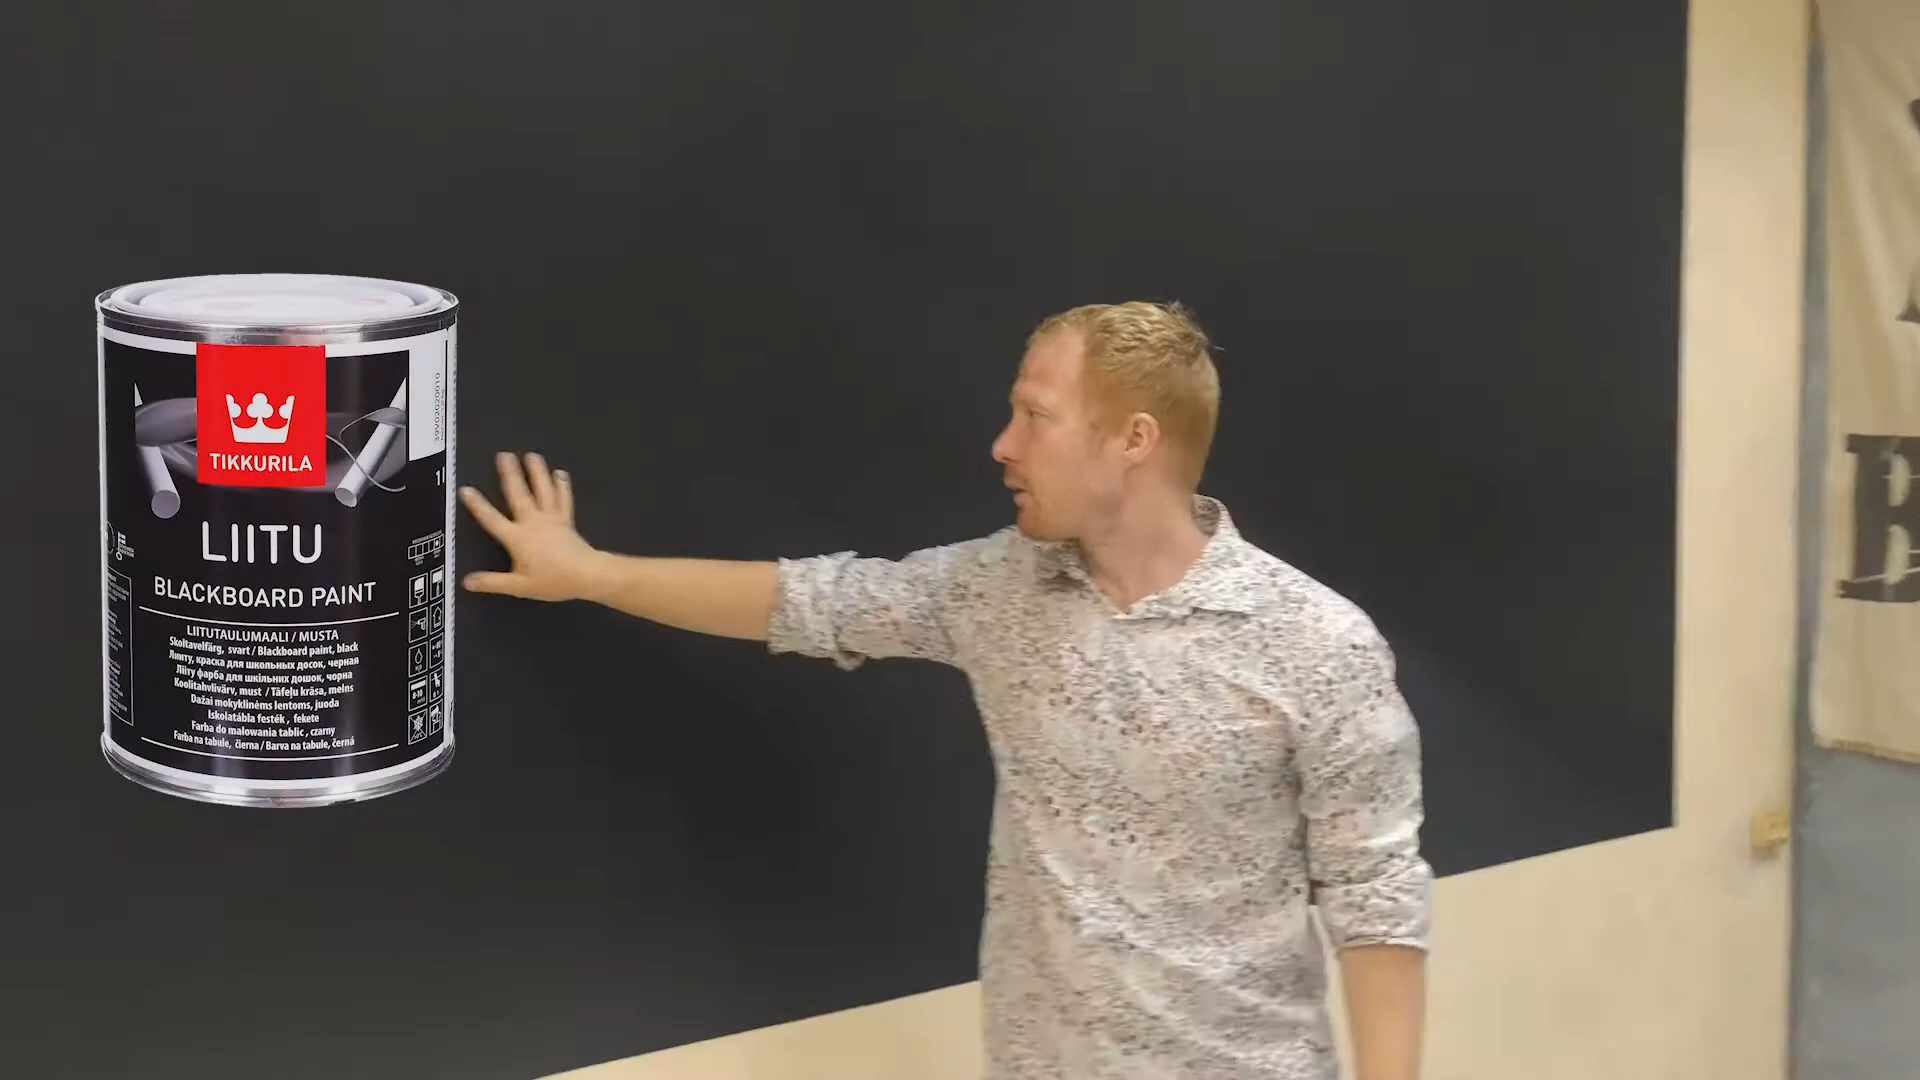 TIKKURILA
1l
LIITU
BLACKBOARD PAINT
LIITUTAULUMAALI / MUSTA
Skoltavelfärg, svart / Blackboard paint, black
Лииту, краска для школьных досок, черная
Лііту фарба для шкільних дошок, чорна
Koolitahvlivärv, must / Tāfeļu krāsa, melns
Dažai mokyklinėms lentoms, juoda
Iskolatábla festék, fekete
Farba do malowania tablic, czarny
Farba na tabule, čierna / Barva na tabule, černá
B